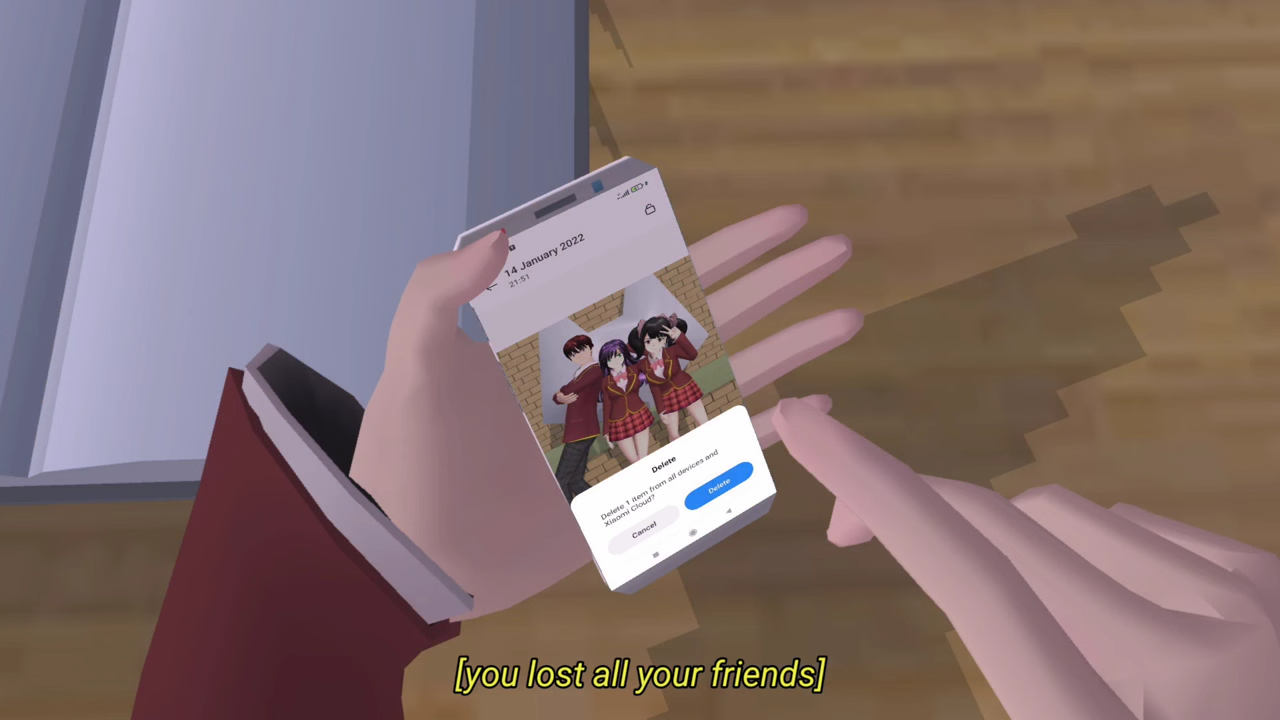 14 January 2022
21:51
Delete
Delete 1 item from all devices and
Xiaomi Cloud?
Cancel
Delete
[you lost all your friends]